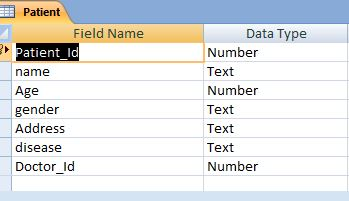 Patient
Field Name Data Type
Patient_Id Number
name Text
Age Number
gender Text
Address Text
disease Text
Doctor_Id Number